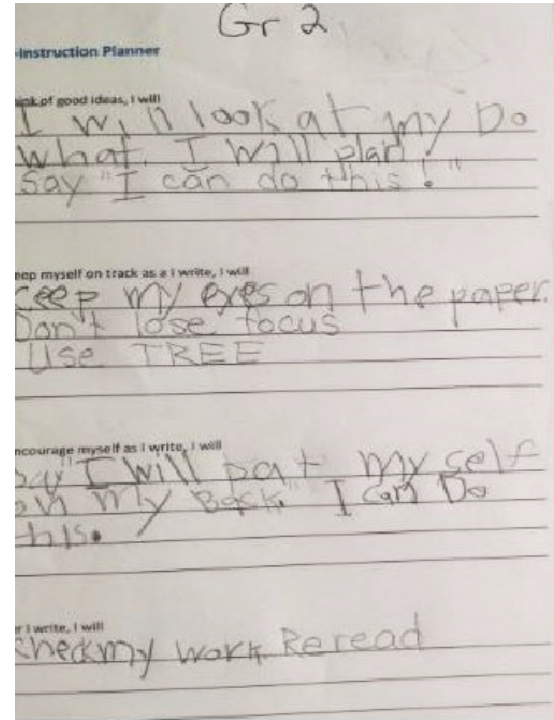 Gr 2
-Instruction Planner
ink of good ideas, I will
I will look at my Do
what. I will plan
Say "I can do this!"
eep myself on track as a I write, I will
keep my eyes on the paper.
Don't lose focus
Use TREE
ncourage myself as I write, I will
ay "I will pat my self
on my Back" I can Do
this.
r I write, I will
check my work. Reread